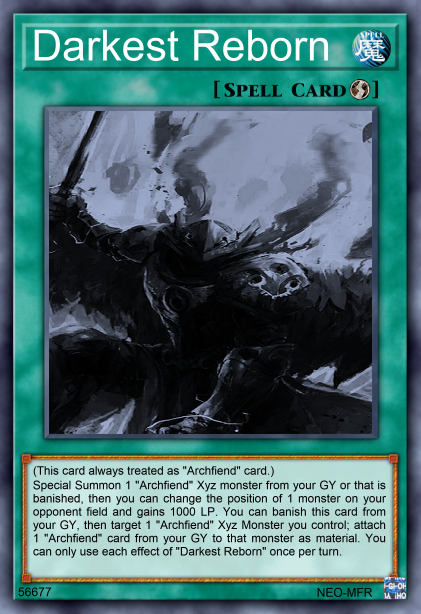 Darkest Reborn
SPELL
魔
[SPELL CARD]
(This card always treated as "Archfiend" card.)
Special Summon 1 "Archfiend" Xyz monster from your GY or that is
banished, then you can change the position of 1 monster on your
opponent field and gains 1000 LP. You can banish this card from
your GY, then target 1 "Archfiend" Xyz Monster you control; attach
1 "Archfiend" card from your GY to that monster as material. You
can only use each effect of "Darkest Reborn" once per turn.
56677
NEO-MFR